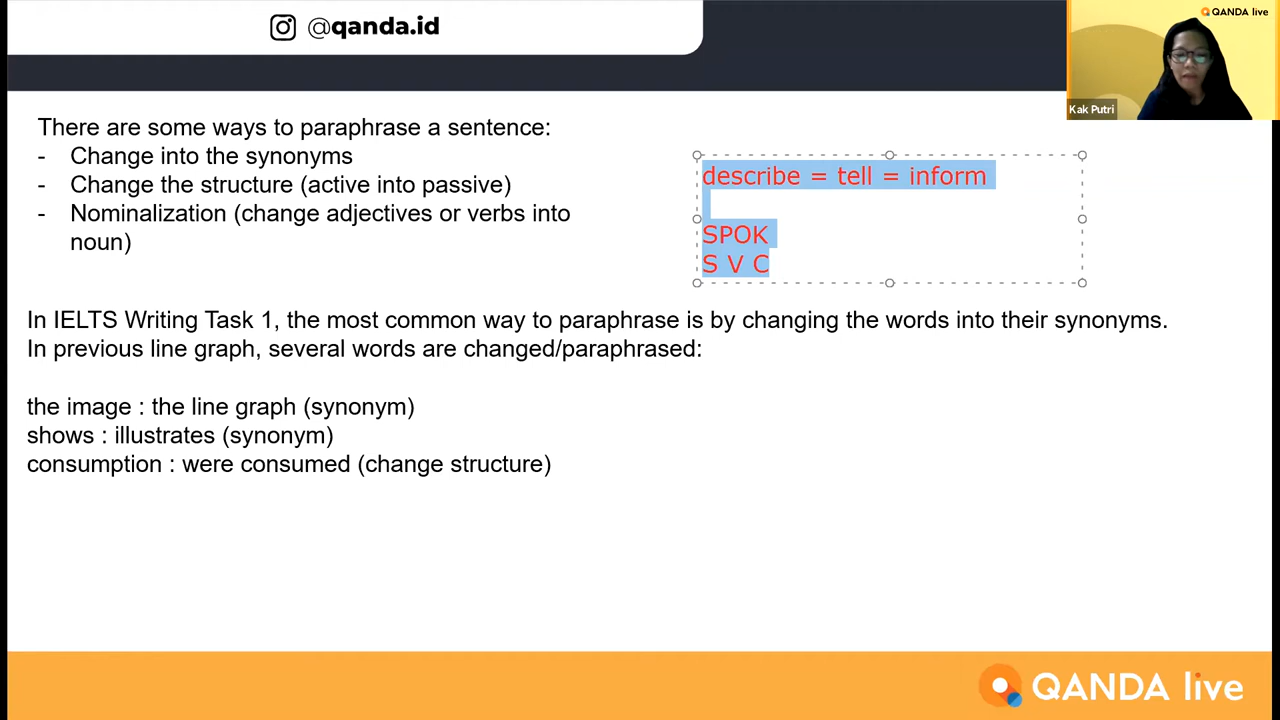 @qanda.id
QANDA live
Kak Putri
There are some ways to paraphrase a sentence:
- Change into the synonyms
- Change the structure (active into passive)
- Nominalization (change adjectives or verbs into
noun)
describe = tell = inform
SPOK
S V C
In IELTS Writing Task 1, the most common way to paraphrase is by changing the words into their synonyms.
In previous line graph, several words are changed/paraphrased:
the image : the line graph (synonym)
shows : illustrates (synonym)
consumption : were consumed (change structure)
QANDA live